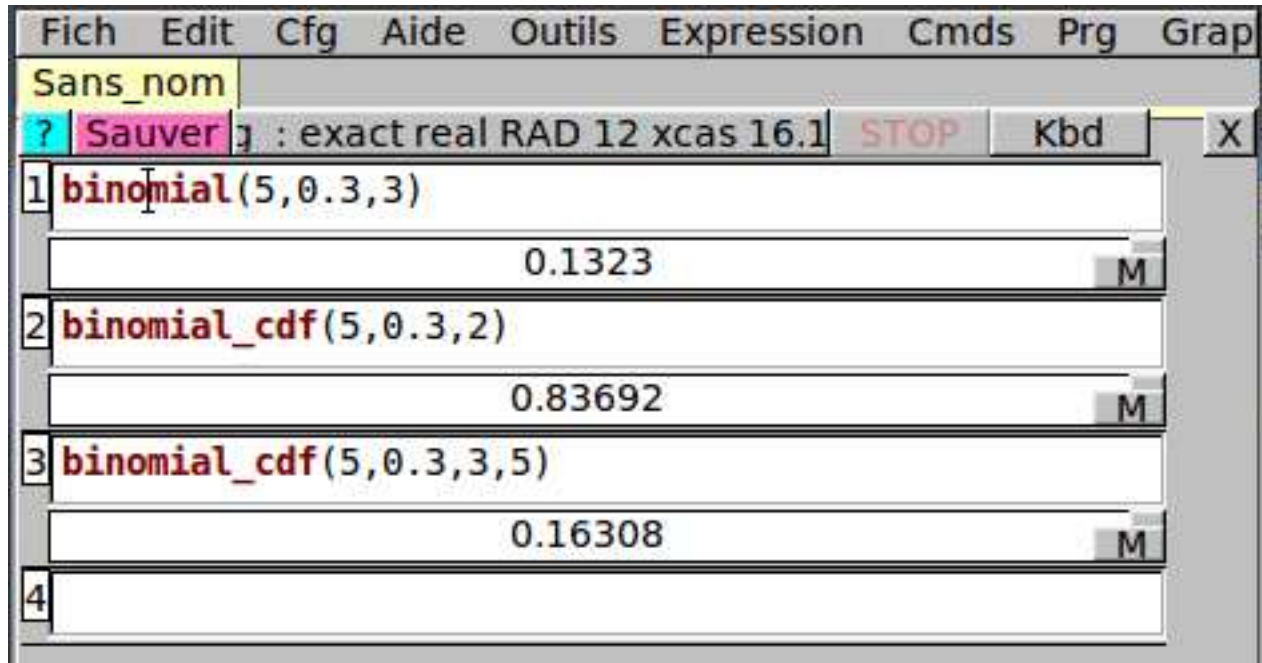 Fich Edit Cfg Aide Outils Expression Cmds Prg Grap
Sans_nom
? Sauver g : exact real RAD 12 xcas 16.1 STOP Kbd X
1 binomial(5,0.3,3)
0.1323 M
2 binomial_cdf(5,0.3,2)
0.83692 M
3 binomial_cdf(5,0.3,3,5)
0.16308 M
4